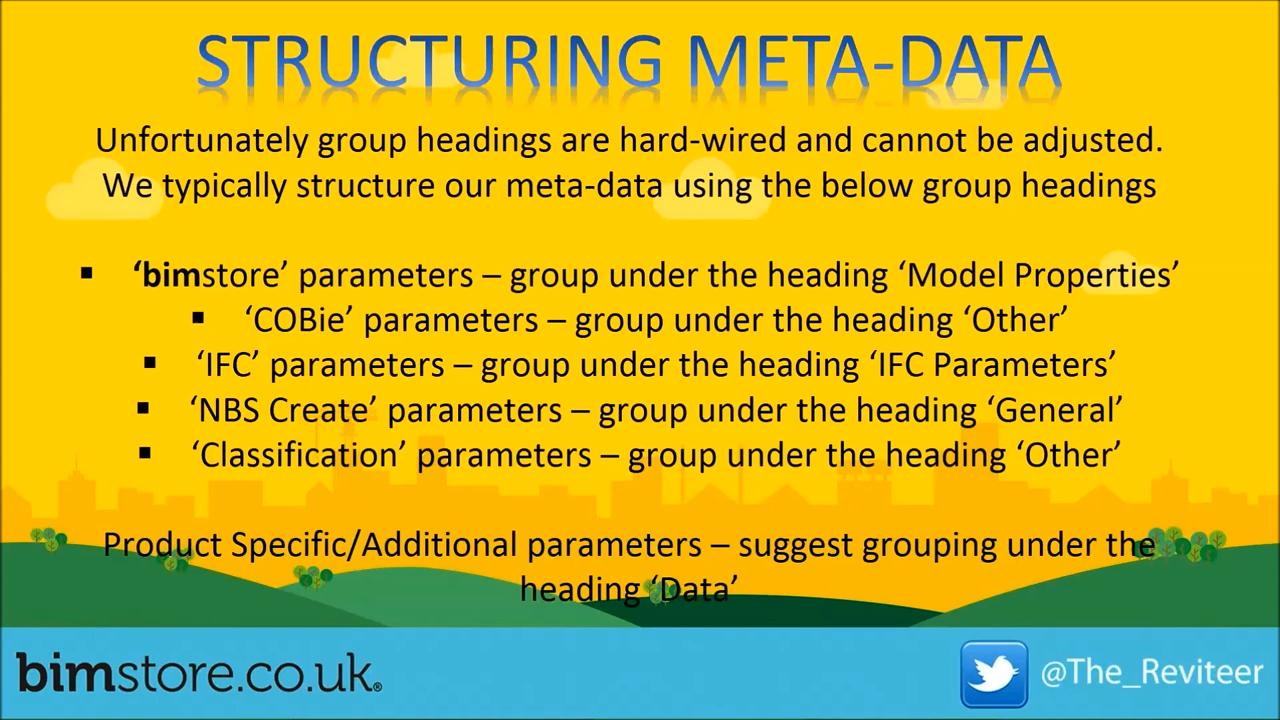 STRUCTURING META-DATA
Unfortunately group headings are hard-wired and cannot be adjusted.
We typically structure our meta-data using the below group headings
▪ ‘bimstore’ parameters – group under the heading ‘Model Properties’
▪ ‘COBie’ parameters – group under the heading ‘Other’
▪ ‘IFC’ parameters – group under the heading ‘IFC Parameters’
▪ ‘NBS Create’ parameters – group under the heading ‘General’
▪ ‘Classification’ parameters – group under the heading ‘Other’
Product Specific/Additional parameters – suggest grouping under the
heading ‘Data’
bimstore.co.uk®
@The_Reviteer